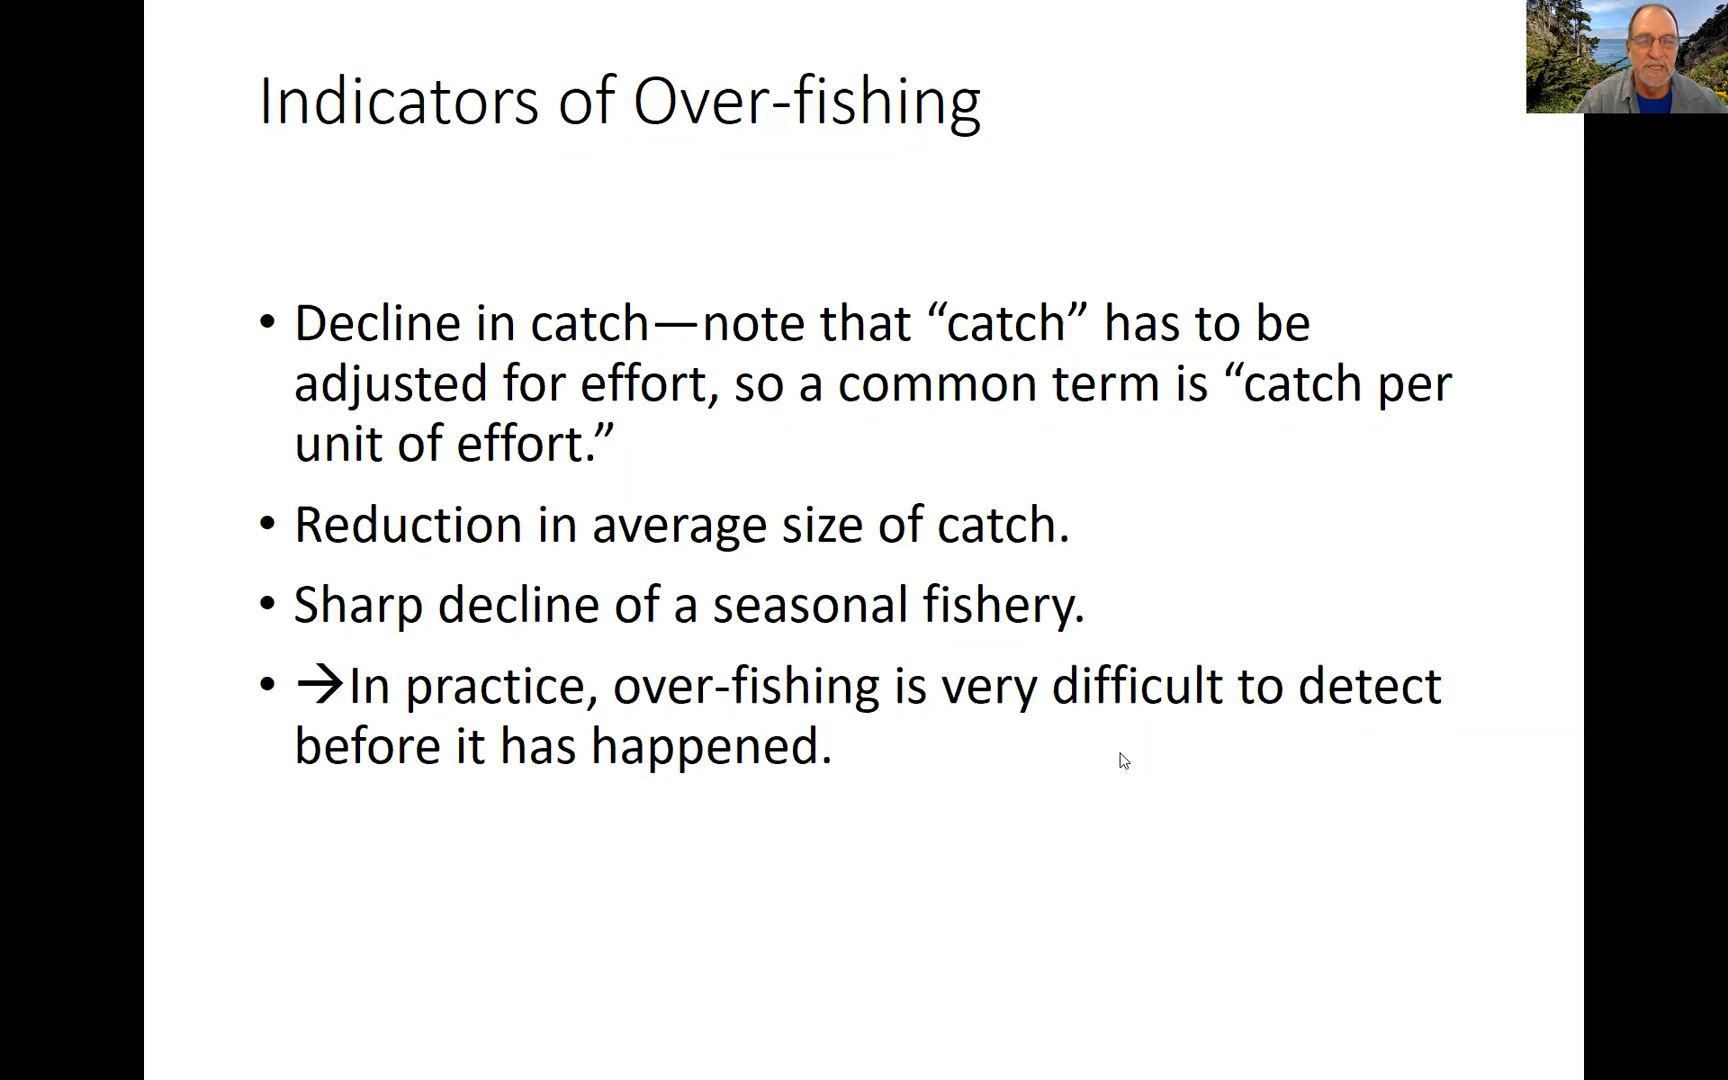 Indicators of Over-fishing
• Decline in catch—note that “catch” has to be
adjusted for effort, so a common term is “catch per
unit of effort.”
• Reduction in average size of catch.
• Sharp decline of a seasonal fishery.
• →In practice, over-fishing is very difficult to detect
before it has happened.